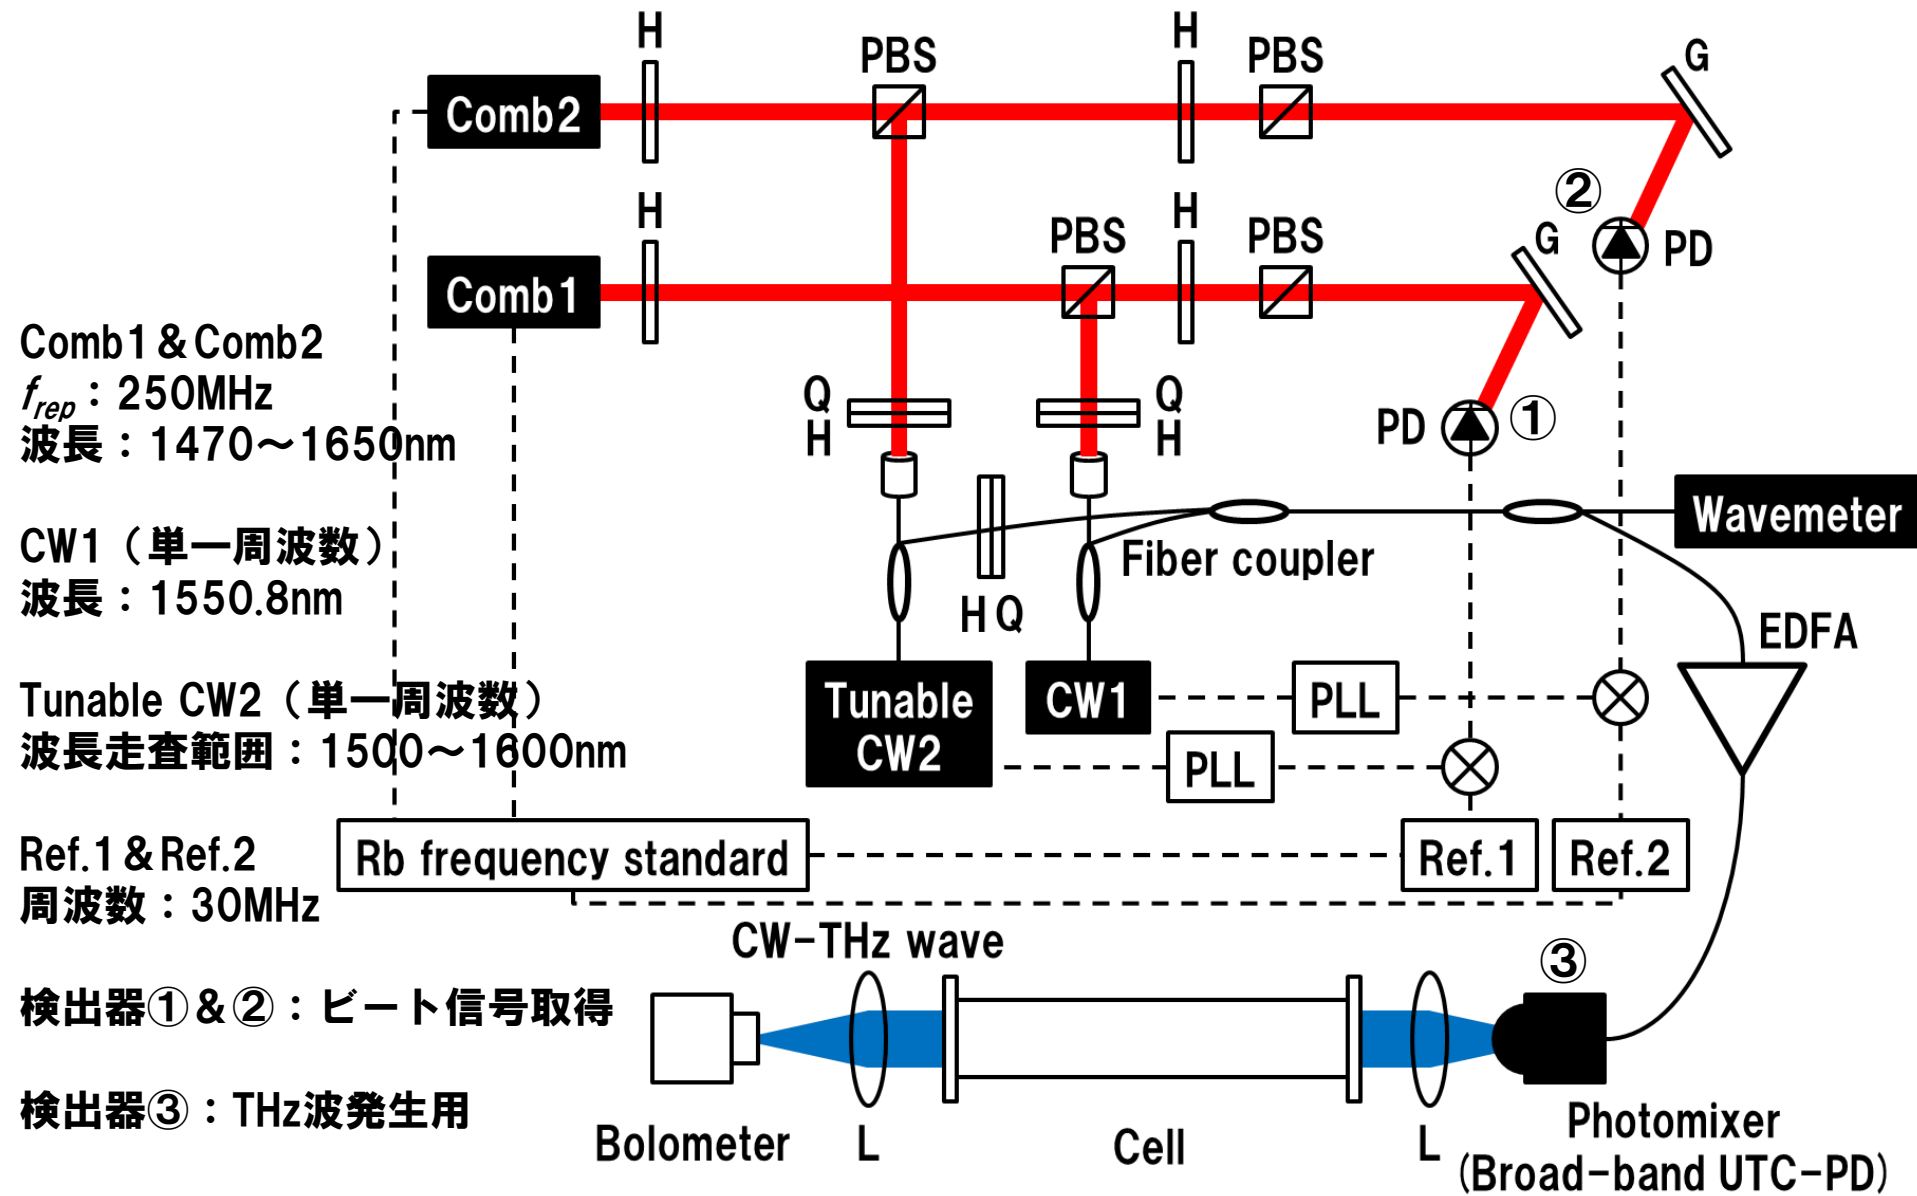 H
PBS
H
PBS
G
Comb2
②
PD
H
PBS
H
PBS
G
Comb1
Comb1＆Comb2
frep：250MHz
波長：1470～1650nm
Q
H
Q
H
PD
①
CW1（単一周波数）
波長：1550.8nm
Wavemeter
Fiber coupler
H Q
EDFA
Tunable CW2（単一周波数）
波長走査範囲：1500～1600nm
Tunable
CW2
CW1
PLL
PLL
Ref.1＆Ref.2
周波数：30MHz
Rb frequency standard
Ref.1
Ref.2
CW-THz wave
③
検出器①＆②：ビート信号取得
検出器③：THz波発生用
Bolometer
L
Cell
L
Photomixer
(Broad-band UTC-PD)